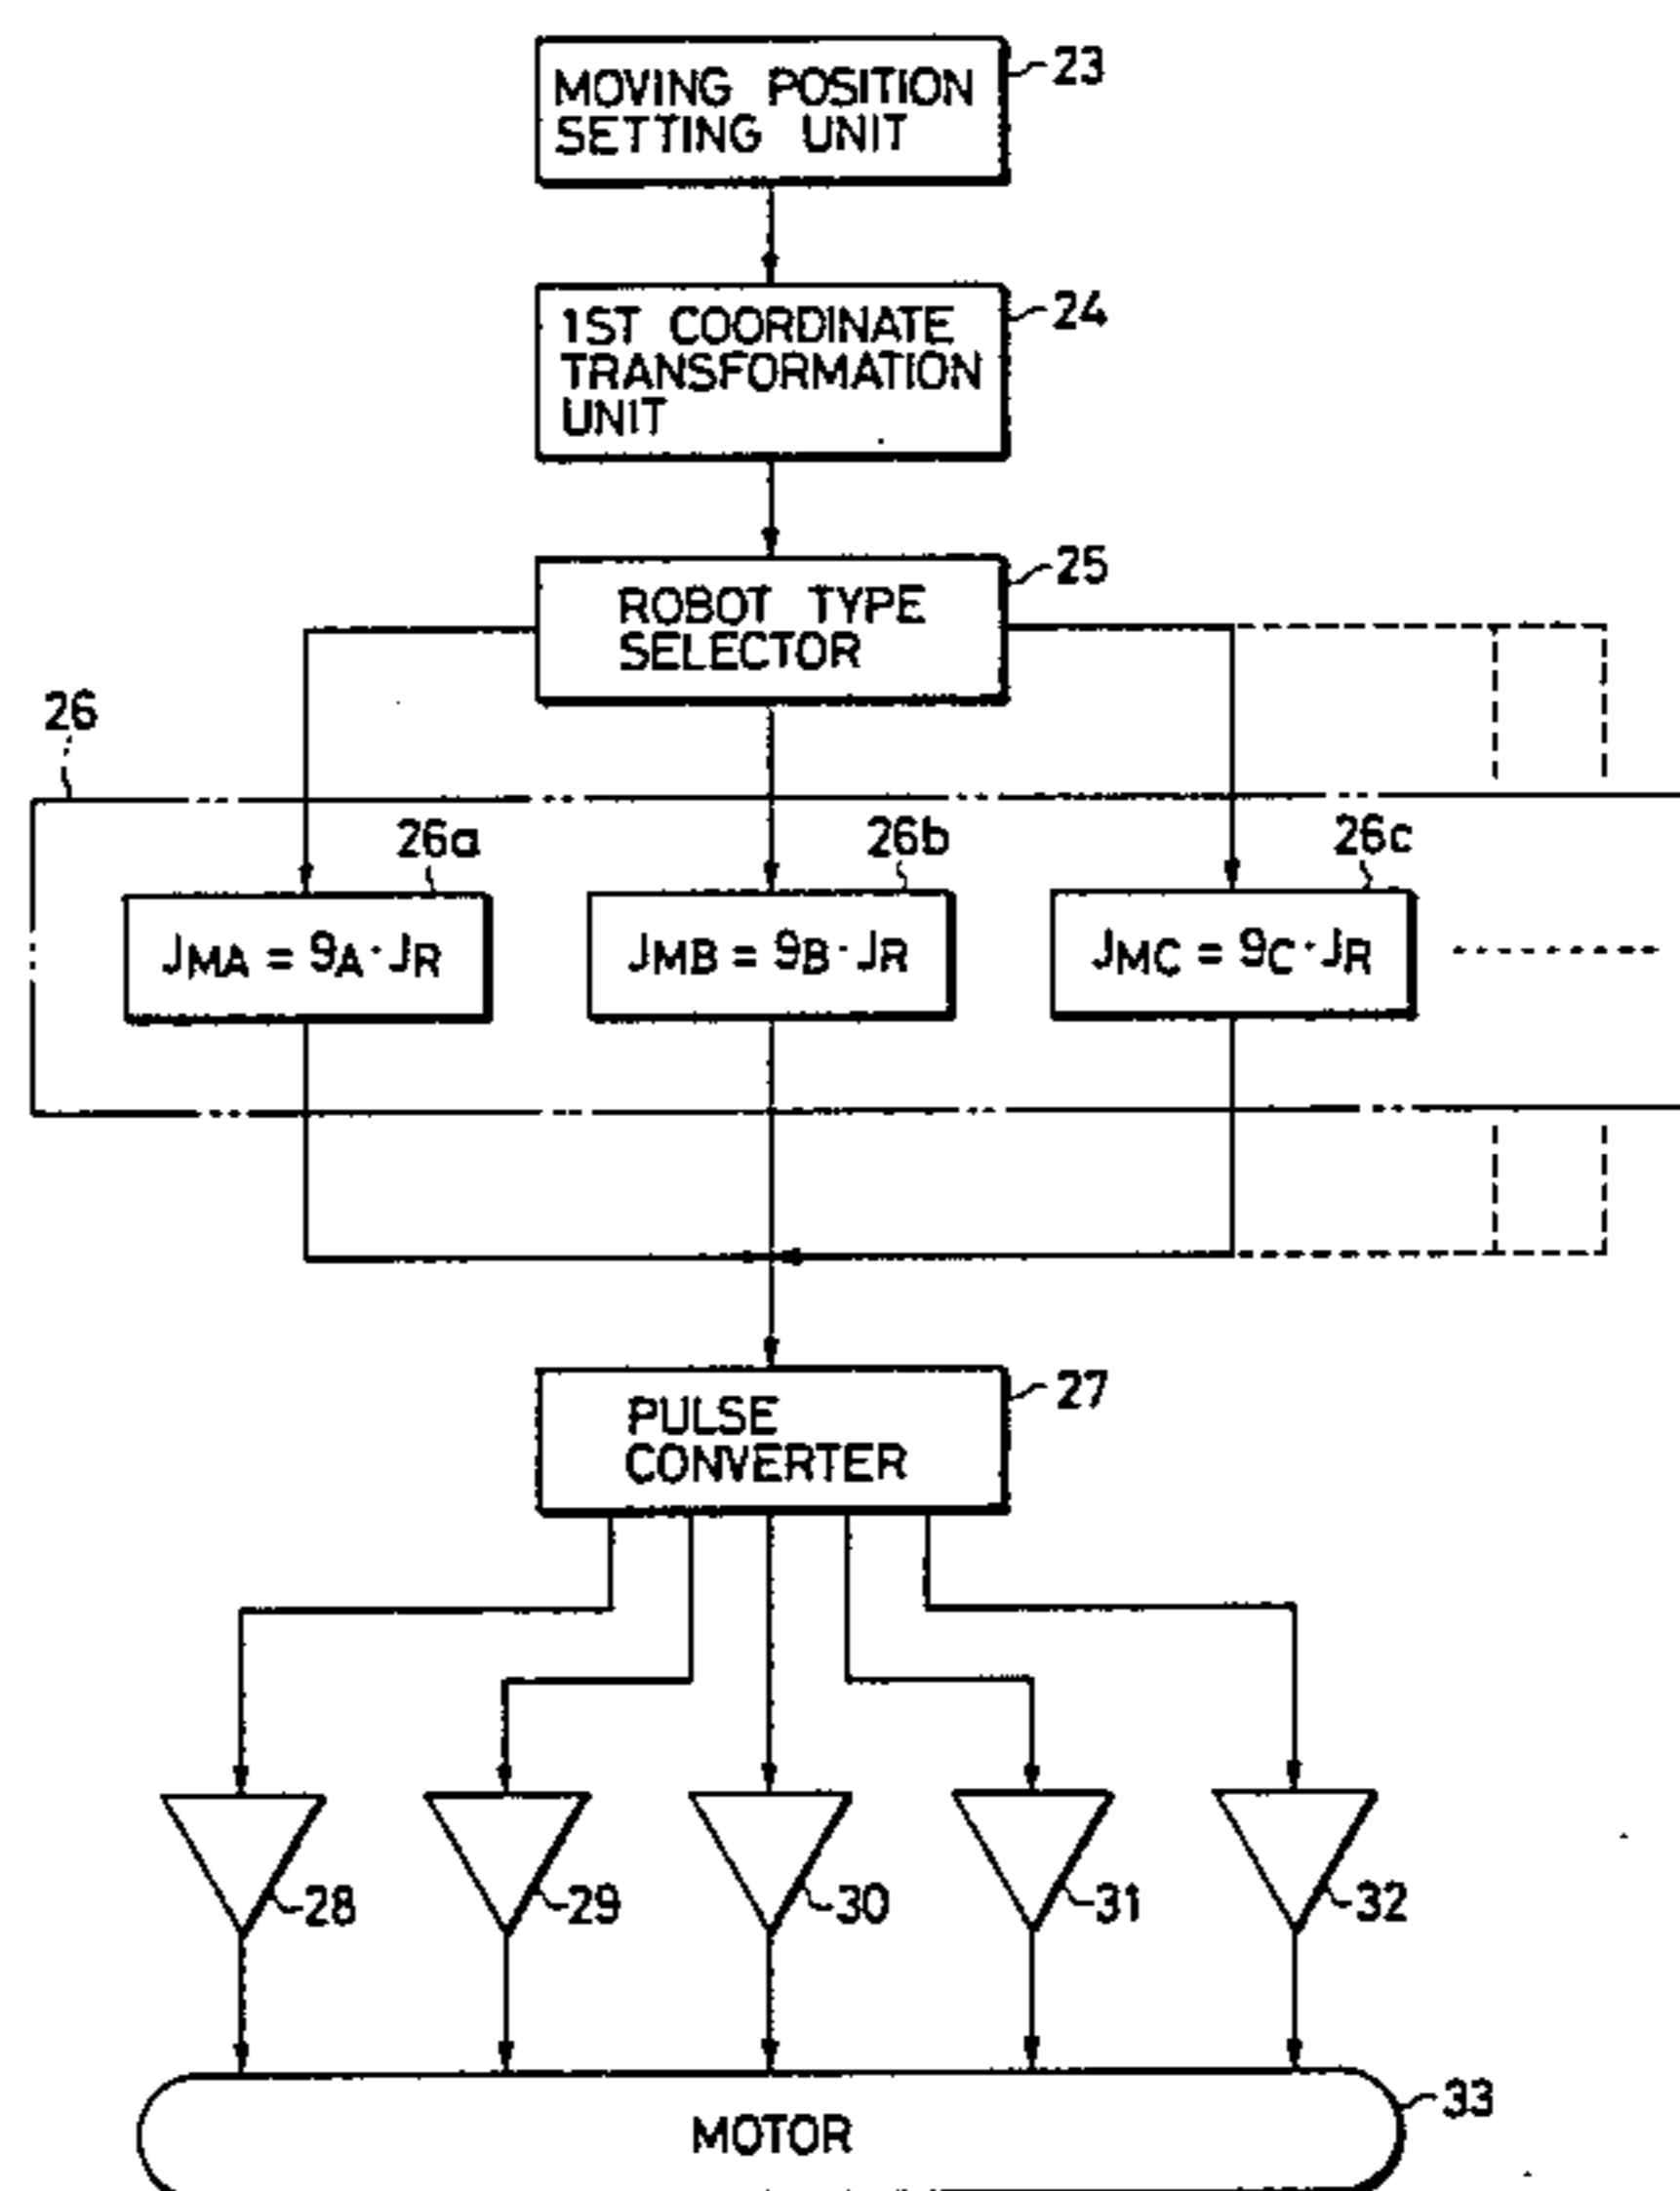 MOVING POSITION
SETTING UNIT
23
1ST COORDINATE
TRANSFORMATION
UNIT
24
ROBOT TYPE
SELECTOR
25
26
26a
26b
26c
JMA = gA·JR
JMB = gB·JR
JMC = gC·JR
PULSE
CONVERTER
27
28
29
30
31
32
MOTOR
33